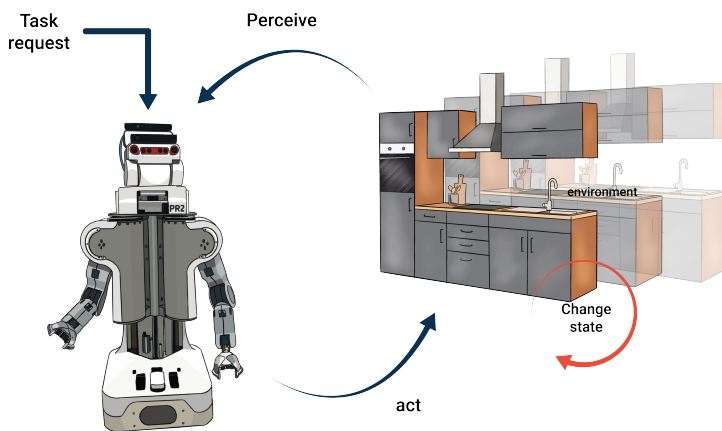 Task
request
Perceive
PR2
environment
Change
state
act